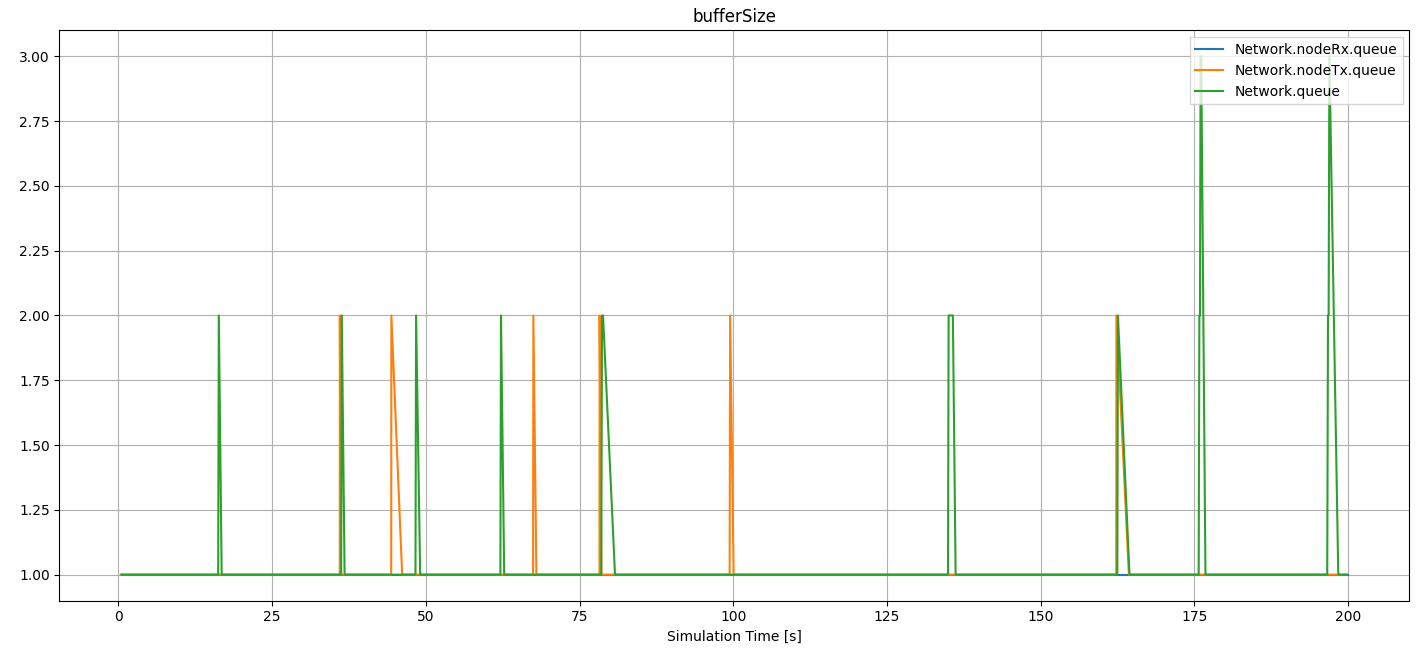 bufferSize
3.00
2.75
2.50
2.25
2.00
1.75
1.50
1.25
1.00
Network.nodeRx.queue
Network.nodeTx.queue
Network.queue
0 25 50 75 100 125 150 175 200
Simulation Time [s]